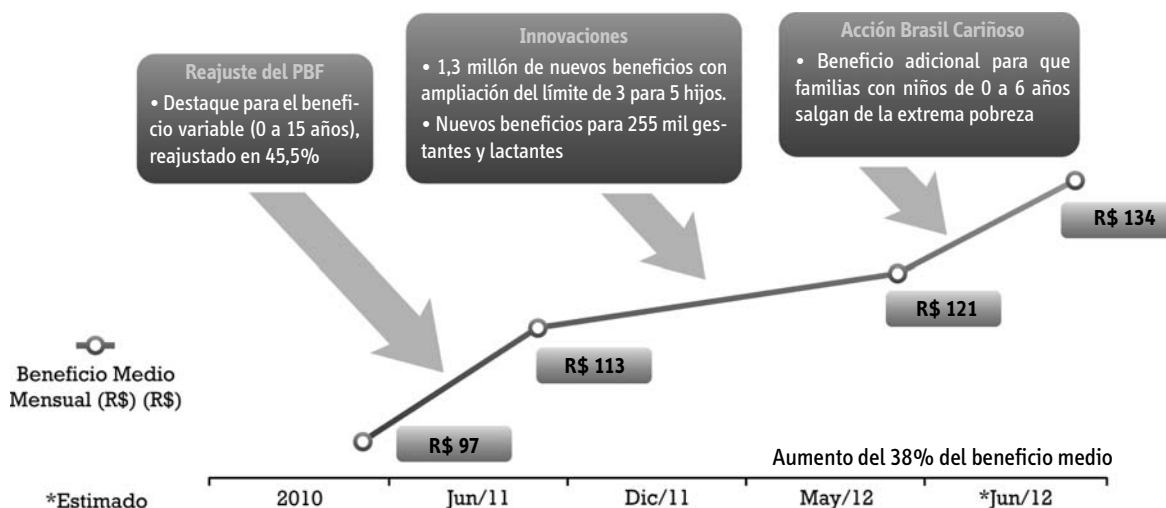 Reajuste del PBF
• Destaque para el benefi-
cio variable (0 a 15 años),
reajustado en 45,5%
Innovaciones
• 1,3 millón de nuevos beneficios con
ampliación del límite de 3 para 5 hijos.
• Nuevos beneficios para 255 mil ges-
tantes y lactantes
Acción Brasil Cariñoso
• Beneficio adicional para que
familias con niños de 0 a 6 años
salgan de la extrema pobreza
R$ 134
R$ 121
R$ 113
R$ 97
Beneficio Medio
Mensual (R$) (R$)
Aumento del 38% del beneficio medio
*Estimado
2010
Jun/11
Dic/11
May/12
*Jun/12